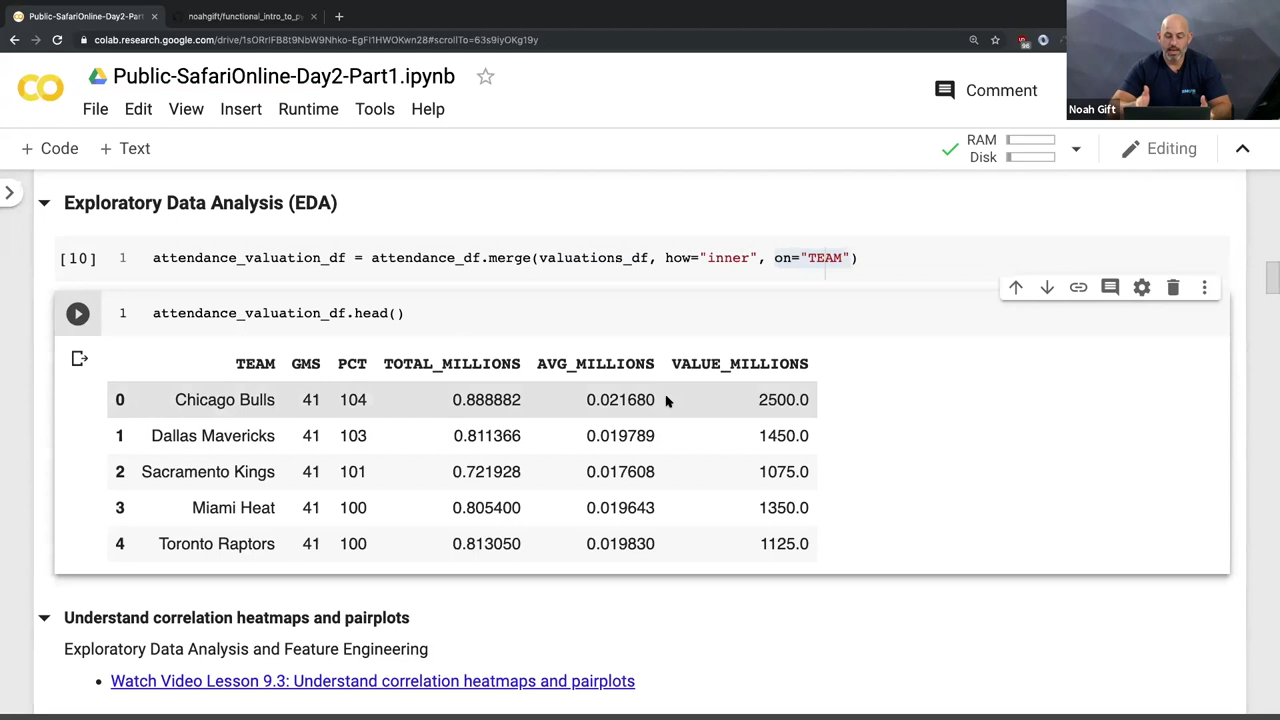 Public-SafariOnline-Day2-Part
noahgift/functional_intro_to_p
colab.research.google.com/drive/1sORrIFB8t9NbW9Nhko-EgFI1HWOKwn28#scrollTo=63s9iyOKg19y
96
Public-SafariOnline-Day2-Part1.ipynb
File Edit View Insert Runtime Tools Help
Comment
Noah Gift
+ Code + Text
RAM
Disk
Editing
Exploratory Data Analysis (EDA)
[10] 1 attendance_valuation_df = attendance_df.merge(valuations_df, how="inner", on="TEAM")
1 attendance_valuation_df.head()
TEAM GMS PCT TOTAL_MILLIONS AVG_MILLIONS VALUE_MILLIONS
0 Chicago Bulls 41 104 0.888882 0.021680 2500.0
1 Dallas Mavericks 41 103 0.811366 0.019789 1450.0
2 Sacramento Kings 41 101 0.721928 0.017608 1075.0
3 Miami Heat 41 100 0.805400 0.019643 1350.0
4 Toronto Raptors 41 100 0.813050 0.019830 1125.0
Understand correlation heatmaps and pairplots
Exploratory Data Analysis and Feature Engineering
• Watch Video Lesson 9.3: Understand correlation heatmaps and pairplots